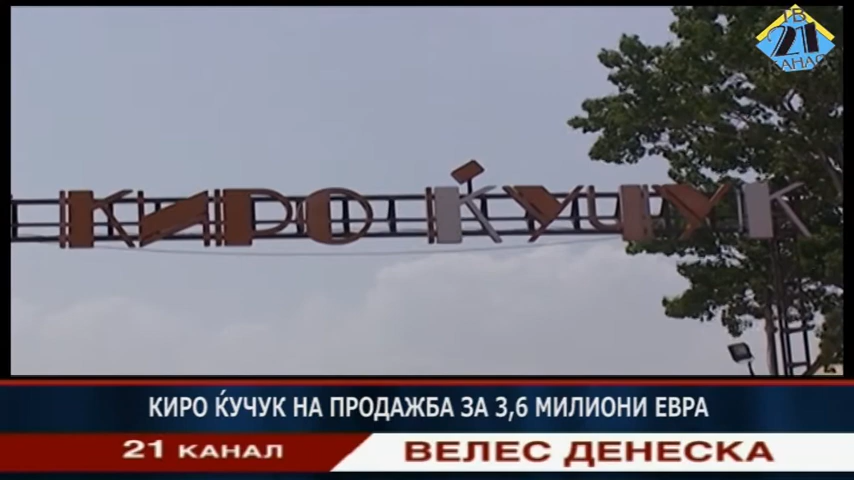 ТВ
21
КАНАЛ
КИРО ЌУЧУК
КИРО ЌУЧУК НА ПРОДАЖБА ЗА 3,6 МИЛИОНИ ЕВРА
21 КАНАЛ
ВЕЛЕС ДЕНЕСКА